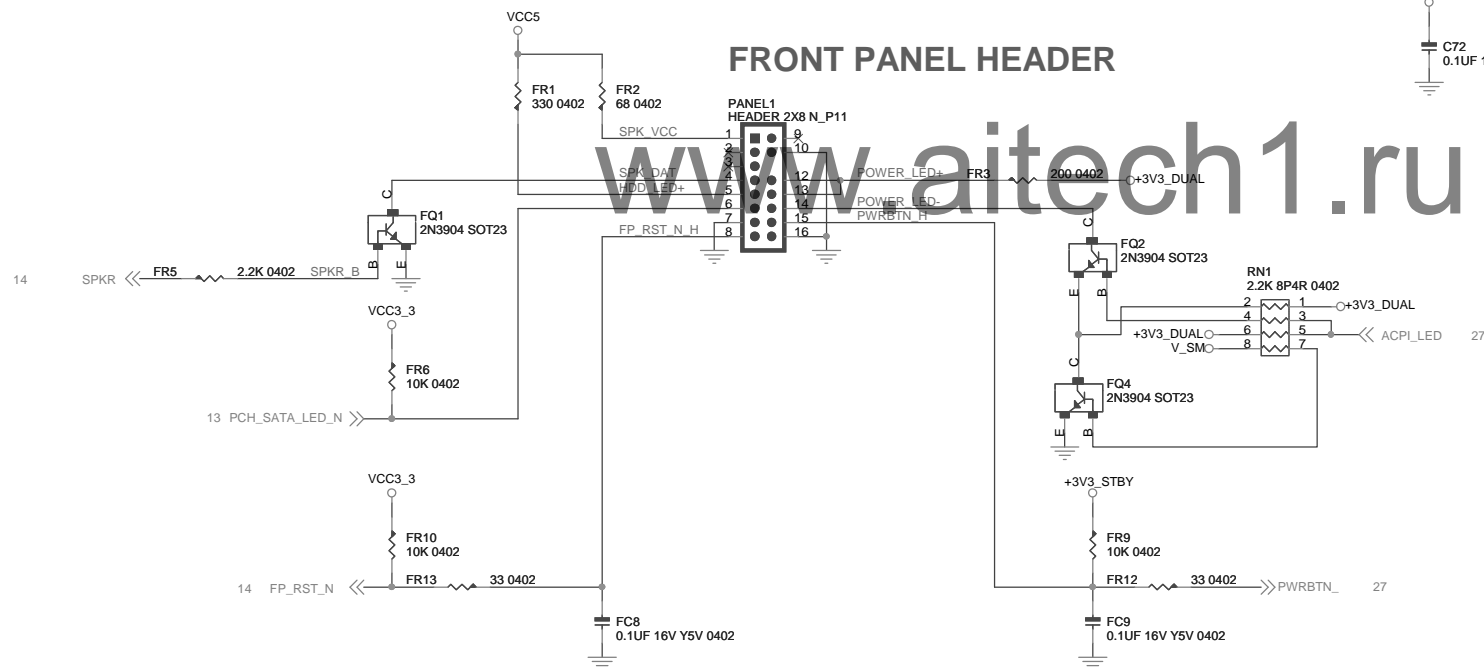 VCC5
FRONT PANEL HEADER
C72
0.1UF 1
FR1
330 0402
FR2
68 0402
PANEL1
HEADER 2X8 N_P11
SPK_VCC
1
9
2
10
3
SPK_DAT
4
12
POWER_LED+
FR3
200 0402
+3V3_DUAL
HDD_LED+
5
13
6
14
POWER_LED-
7
15
PWRBTN_H
FP_RST_N_H
8
16
www.aitech1.ru
C
FQ1
2N3904 SOT23
B
E
14
SPKR
FR5
2.2K 0402
SPKR_B
C
FQ2
2N3904 SOT23
E
B
RN1
2.2K 8P4R 0402
2
1
+3V3_DUAL
4
3
+3V3_DUAL
6
5
ACPI_LED
27
V_SM
8
7
VCC3_3
FR6
10K 0402
13
PCH_SATA_LED_N
C
FQ4
2N3904 SOT23
E
B
VCC3_3
FR10
10K 0402
+3V3_STBY
FR9
10K 0402
14
FP_RST_N
FR13
33 0402
FR12
33 0402
PWRBTN_
27
FC8
0.1UF 16V Y5V 0402
FC9
0.1UF 16V Y5V 0402